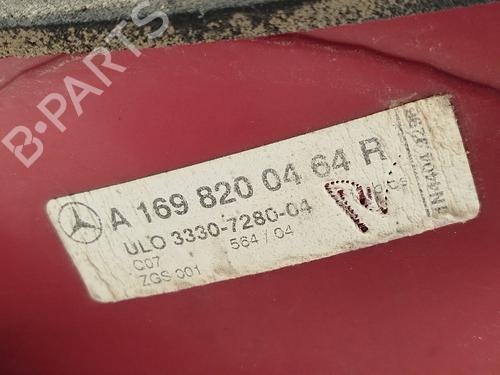 B-PARTS
A 169 820 04 64 R
ULO 3330-7280-04
564 / 04
C07
ZGS 001